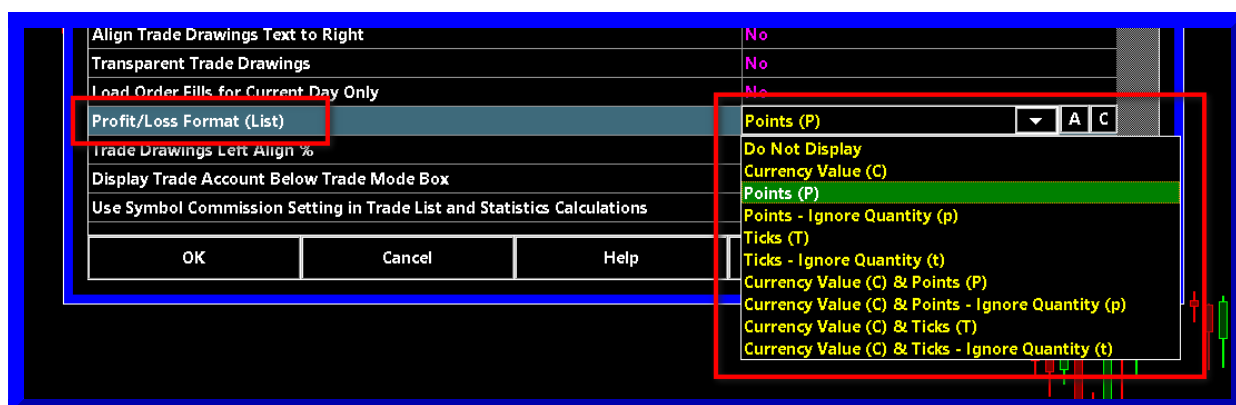 Align Trade Drawings Text to Right No
Transparent Trade Drawings No
Load Order Fills for Current Day Only No
Profit/Loss Format (List) Points (P) A C
Trade Drawings Left Align %
Display Trade Account Below Trade Mode Box
Use Symbol Commission Setting in Trade List and Statistics Calculations
OK Cancel Help
Do Not Display
Currency Value (C)
Points (P)
Points - Ignore Quantity (p)
Ticks (T)
Ticks - Ignore Quantity (t)
Currency Value (C) & Points (P)
Currency Value (C) & Points - Ignore Quantity (p)
Currency Value (C) & Ticks (T)
Currency Value (C) & Ticks - Ignore Quantity (t)